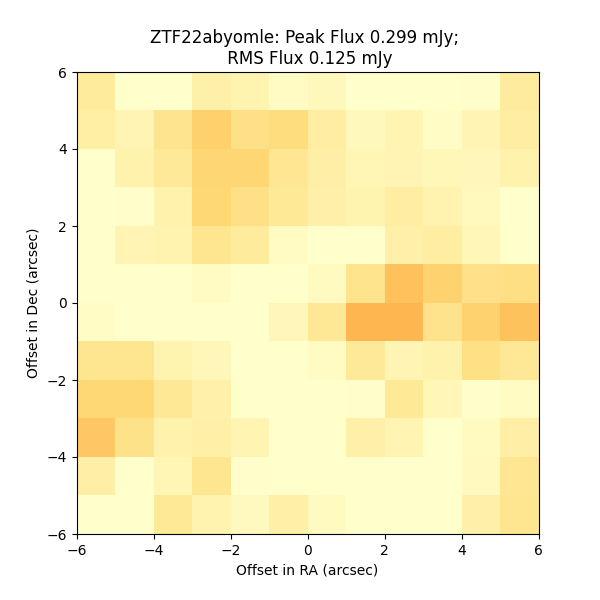 ZTF22abyomle: Peak Flux 0.299 mJy;
RMS Flux 0.125 mJy
6
4
2
0
−2
−4
−6
Offset in Dec (arcsec)
−6 −4 −2 0 2 4 6
Offset in RA (arcsec)